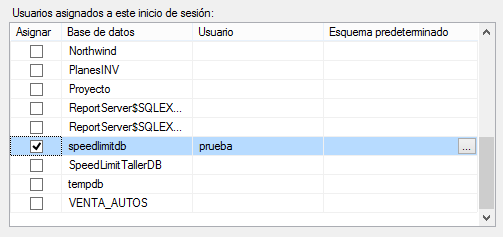 Usuarios asignados a este inicio de sesión:
Asignar Base de datos Usuario Esquema predeterminado
Northwind
PlanesINV
Proyecto
ReportServer$SQLEX...
ReportServer$SQLEX...
speedlimitdb prueba ...
SpeedLimitTallerDB
tempdb
VENTA_AUTOS